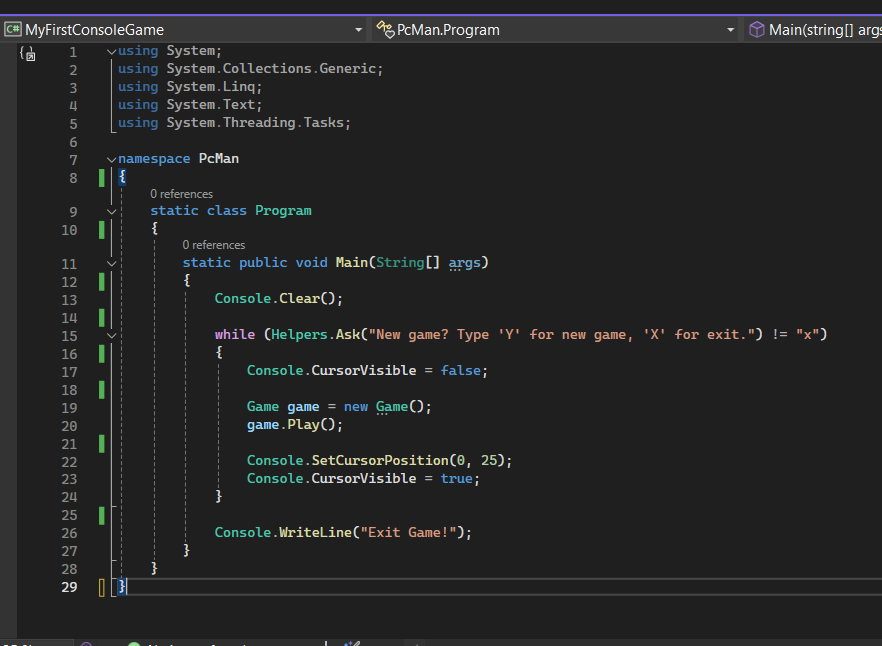 C# MyFirstConsoleGame PcMan.Program Main(string[] args
1 using System;
2 using System.Collections.Generic;
3 using System.Linq;
4 using System.Text;
5 using System.Threading.Tasks;
6
7 namespace PcMan
8 {
0 references
9 static class Program
10 {
0 references
11 static public void Main(String[] args)
12 {
13 Console.Clear();
14
15 while (Helpers.Ask("New game? Type 'Y' for new game, 'X' for exit.") != "x")
16 {
17 Console.CursorVisible = false;
18
19 Game game = new Game();
20 game.Play();
21
22 Console.SetCursorPosition(0, 25);
23 Console.CursorVisible = true;
24 }
25
26 Console.WriteLine("Exit Game!");
27 }
28 }
29 }